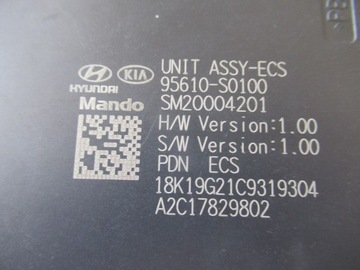 UNIT ASSY-ECS
HYUNDAI KIA 95610-S0100
Mando SM20004201
H/W Version:1.00
S/W Version:1.00
PDN ECS
18K19G21C9319304
A2C17829802